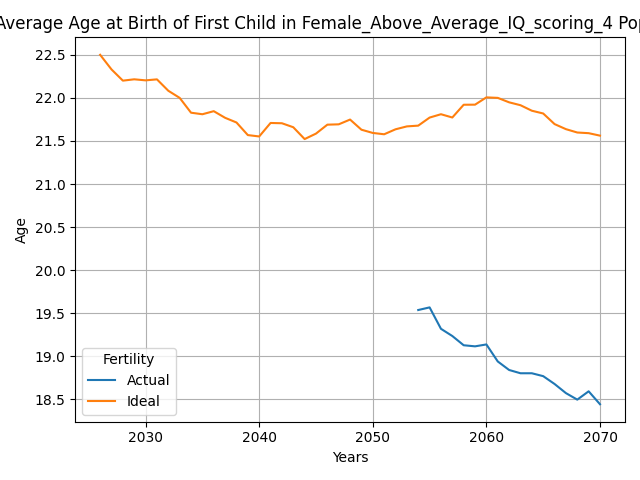 Average Age at Birth of First Child in Female_Above_Average_IQ_scoring_4
22.5
22.0
21.5
21.0
20.5
20.0
19.5
19.0
18.5
Age
Fertility
Actual
Ideal
2030 2040 2050 2060 2070
Years